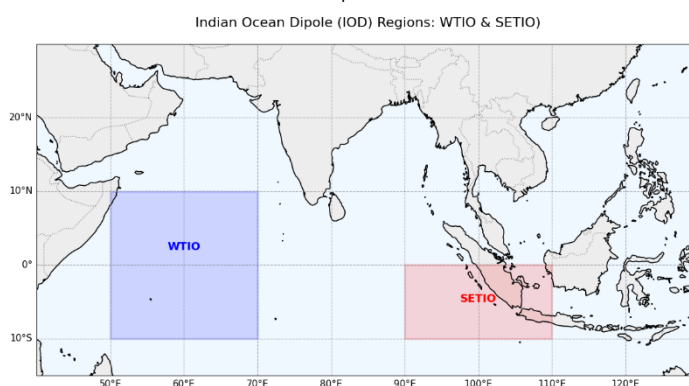 Indian Ocean Dipole (IOD) Regions: WTIO & SETIO)
20°N
10°N
WTIO
0°
SETIO
10°S
50°E 60°E 70°E 80°E 90°E 100°E 110°E 120°E